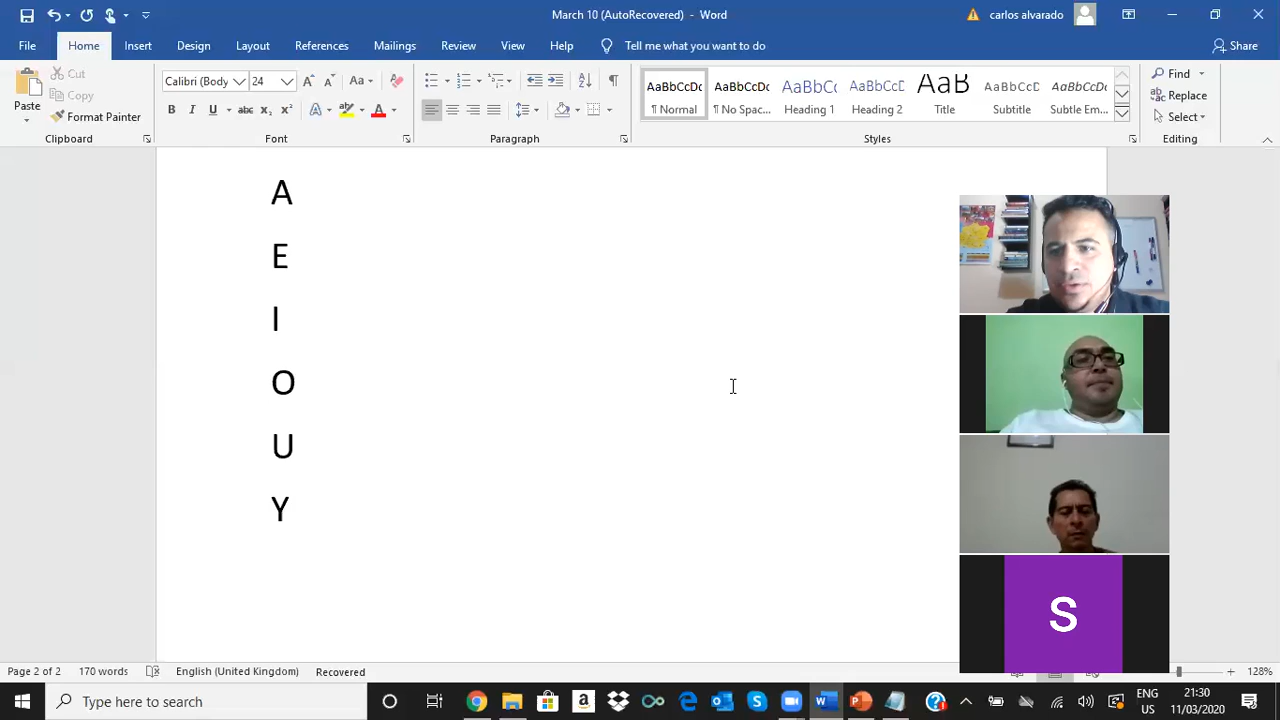 March 10 (AutoRecovered) - Word
carlos alvarado
File Home Insert Design Layout References Mailings Review View Help Tell me what you want to do Share
Paste
Cut
Copy
Format Painter
Clipboard
Calibri (Body 24
Font
Paragraph
AaBbCcDc AaBbCcDc AaBbCc AaBbCcD AaB AaBbCcD AaBbCcDc
¶ Normal ¶ No Spac... Heading 1 Heading 2 Title Subtitle Subtle Em...
Styles
Find
Replace
Select
Editing
A
E
I
O
U
Y
S
Page 2 of 2 170 words English (United Kingdom) Recovered 128%
Type here to search
ENG
US
21:30
11/03/2020